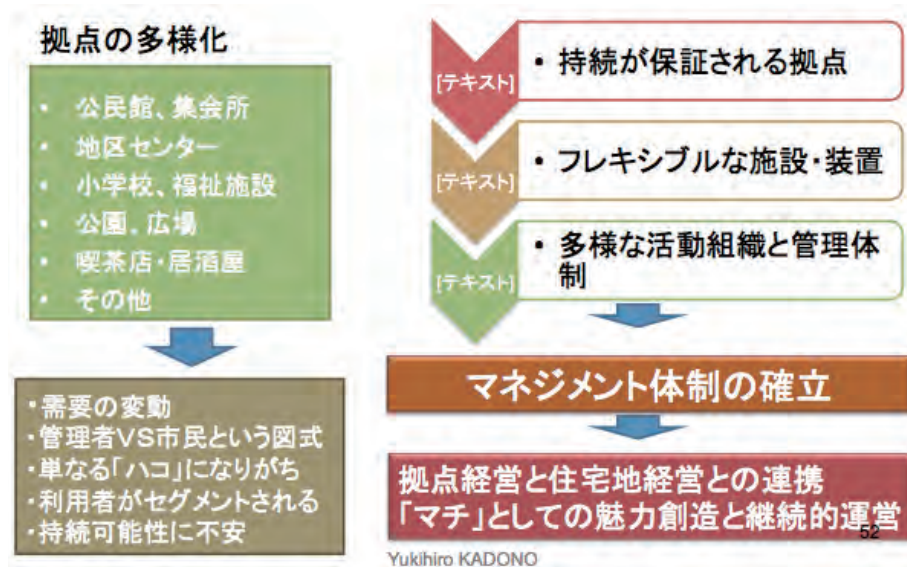 拠点の多様化
・ 公民館、集会所
・ 地区センター
・ 小学校、福祉施設
・ 公園、広場
・ 喫茶店・居酒屋
・ その他
・需要の変動
・管理者VS市民という図式
・単なる「ハコ」になりがち
・利用者がセグメントされる
・持続可能性に不安
[テキスト]
・ 持続が保証される拠点
[テキスト]
・ フレキシブルな施設・装置
[テキスト]
・ 多様な活動組織と管理体
制
マネジメント体制の確立
拠点経営と住宅地経営との連携
「マチ」としての魅力創造と継続的運営
52
Yukihiro KADONO